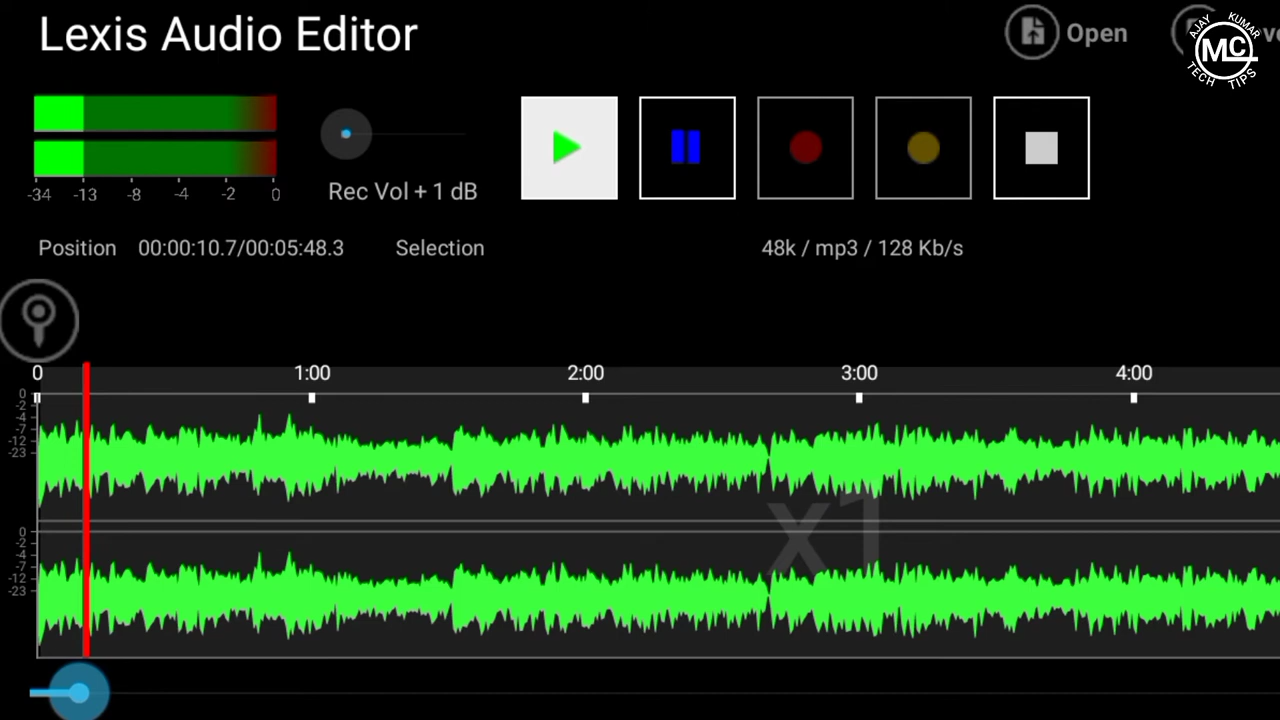 Lexis Audio Editor
Open
AJAY KUMAR
MC
TECH TIPS
-34 -13 -8 -4 -2 0
Rec Vol + 1 dB
Position 00:00:10.7/00:05:48.3 Selection 48k / mp3 / 128 Kb/s
0 1:00 2:00 3:00 4:00
0
-2
-4
-7
-12
-23
x1
0
-2
-4
-7
-12
-23